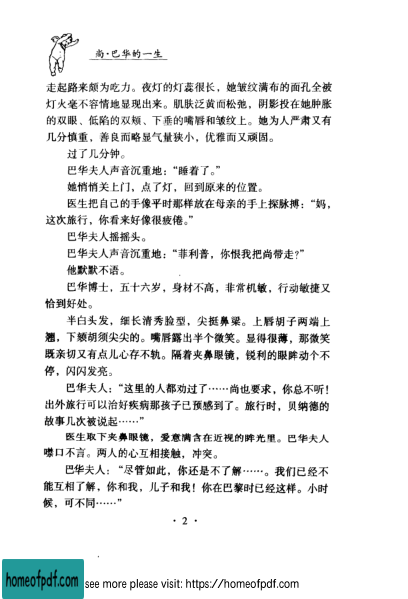 尚·巴华的一生
走起路来颇为吃力。夜灯的灯蕊很长，她皱纹满布的面孔全被
灯火毫不容情地显现出来。肌肤泛黄而松弛，阴影投在她肿胀
的双眼、低陷的双颊、下垂的嘴唇和皱纹上。她为人严肃又有
几分慎重，善良而略显气量狭小，优雅而又顽固。
过了几分钟。
巴华夫人声音沉重地：“睡着了。”
她悄悄关上门，点了灯，回到原来的位置。
医生把自己的手像平时那样放在母亲的手上探脉搏：“妈，
这次旅行，你看来好像很疲倦。”
巴华夫人摇摇头。
巴华夫人声音沉重地：“菲利普，你恨我把尚带走？”
他默默不语。
巴华博士，五十六岁，身材不高，非常机敏，行动敏捷又
恰到好处。
半白头发，细长清秀脸型，尖挺鼻梁。上唇胡子两端上
翘，下颏胡须尖尖的。嘴唇露出半个微笑。显得很薄，那微笑
既亲切又有点儿心存不轨。隔着夹鼻眼镜，锐利的眼眸动个不
停，闪闪发亮。
巴华夫人：“这里的人都劝过了……尚也要求，你总不听！
出外旅行可以治好疾病那孩子已预感到了。旅行时，贝纳德的
故事几次被说起……”
医生取下夹鼻眼镜，爱意满含在近视的眸光里。巴华夫人
噤口不言。两人的心互相接触，冲突。
巴华夫人：“尽管如此，你还是不了解……。我们已经不
能互相了解，你和我，儿子和我！你在巴黎时已经这样。小时
候，可不同……”
·2·
homeofpdf.com
see more please visit: https://homeofpdf.com